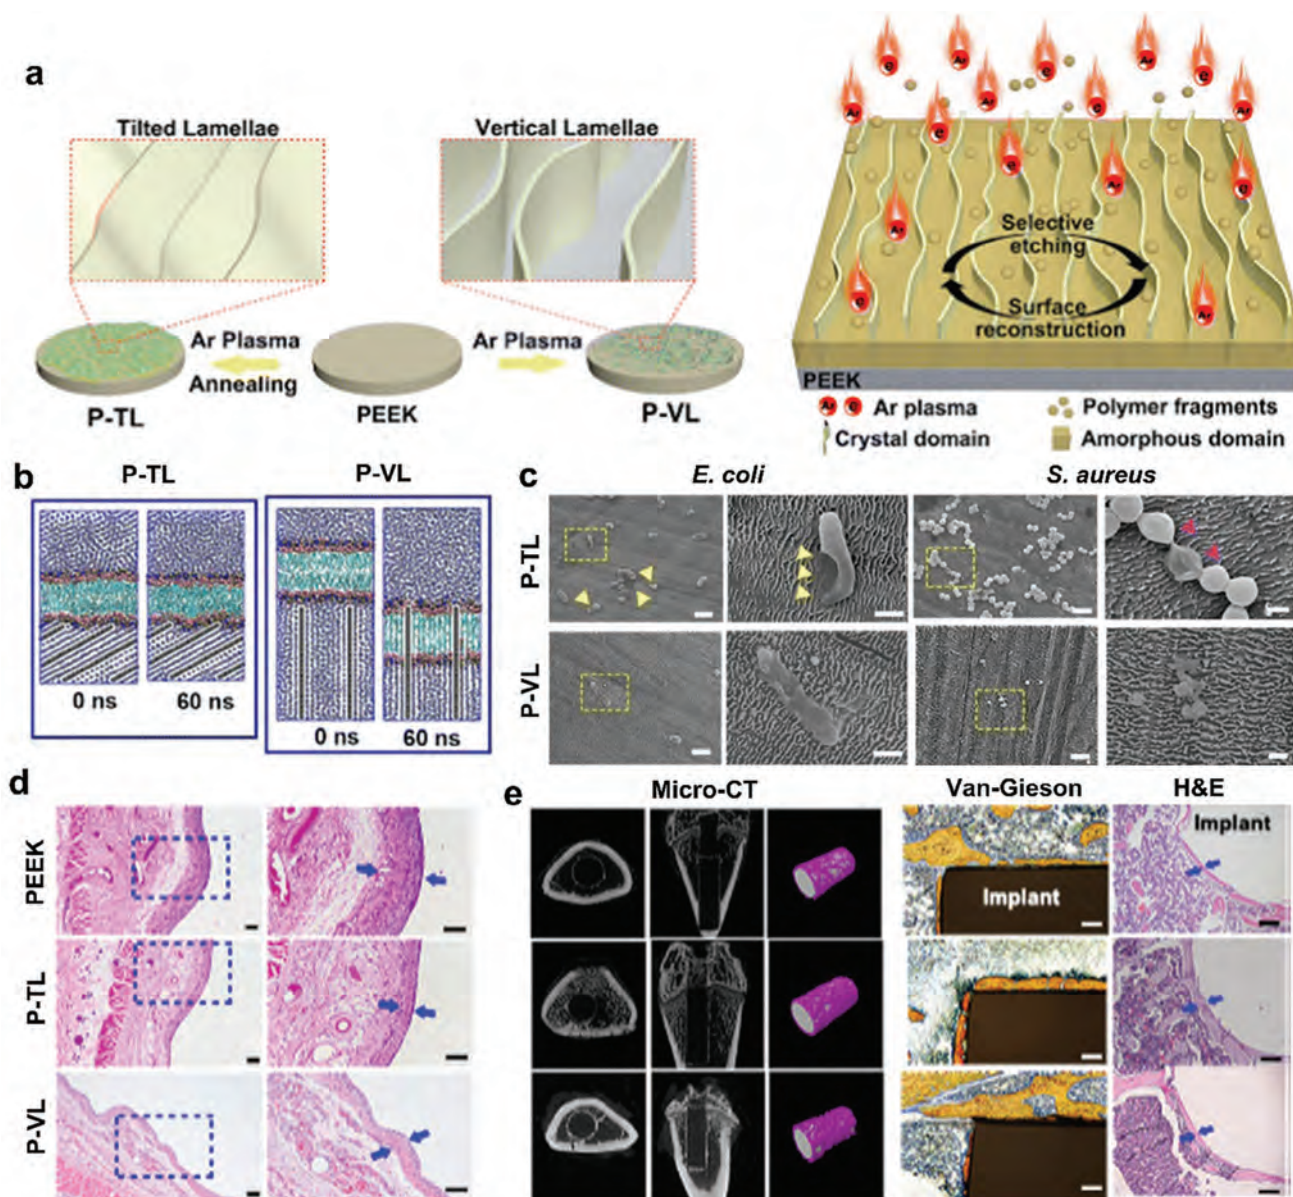 a
Tilted Lamellae
Vertical Lamellae
Ar Plasma
Annealing
Ar Plasma
P-TL
PEEK
P-VL
Ar
e
Selective
etching
Surface
reconstruction
PEEK
Ar e Ar plasma
Polymer fragments
Crystal domain
Amorphous domain
b
P-TL
P-VL
0 ns
60 ns
0 ns
60 ns
c
E. coli
S. aureus
P-TL
P-VL
d
PEEK
P-TL
P-VL
e
Micro-CT
Van-Gieson
H&E
Implant
Implant